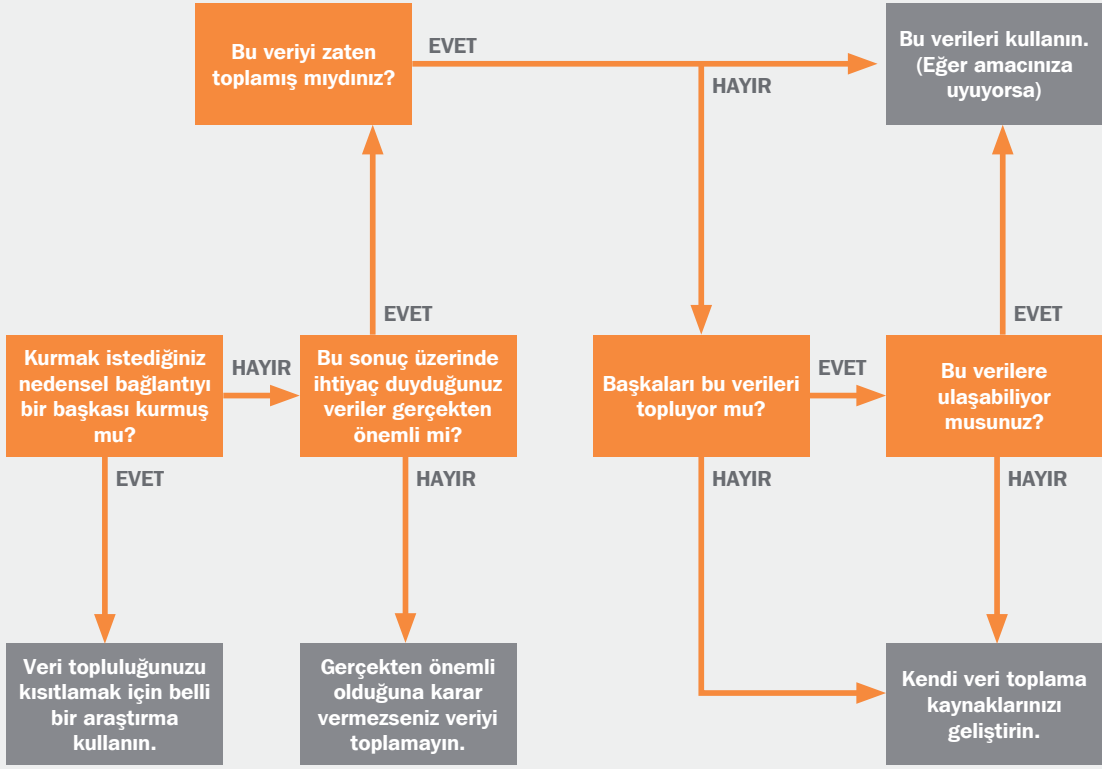 Bu veriyi zaten
toplamış mıydınız?
EVET
HAYIR
Bu verileri kullanın.
(Eğer amacınıza
uyuyorsa)
EVET
EVET
Kurmak istediğiniz
nedensel bağlantıyı
bir başkası kurmuş
mu?
HAYIR
Bu sonuç üzerinde
ihtiyaç duyduğunuz
veriler gerçekten
önemli mi?
Başkaları bu verileri
topluyor mu?
EVET
Bu verilere
ulaşabiliyor
musunuz?
EVET
HAYIR
HAYIR
HAYIR
Veri topluluğunuzu
kısıtlamak için belli
bir araştırma
kullanın.
Gerçekten önemli
olduğuna karar
vermezseniz veriyi
toplamayın.
Kendi veri toplama
kaynaklarınızı
geliştirin.